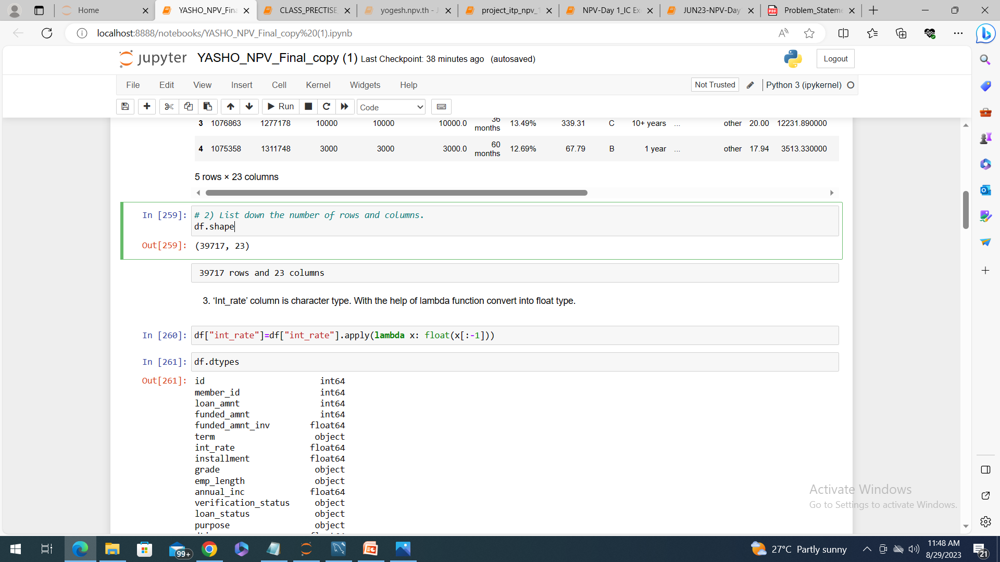 Home
YASHO_NPV_Fina
CLASS_PRECTISE
yogesh.npv.th - J
project_itp_npv_1
NPV-Day 1_IC Ex
JUN23-NPV-Day
Problem_Stateme
localhost:8888/notebooks/YASHO_NPV_Final_copy%20(1).ipynb
jupyter YASHO_NPV_Final_copy (1) Last Checkpoint: 38 minutes ago (autosaved)
Logout
File Edit View Insert Cell Kernel Widgets Help
Not Trusted
Python 3 (ipykernel)
Run
Code
3 1076863 1277178 10000 10000 10000.0 36 months 13.49% 339.31 C 10+ years ... other 20.00 12231.890000
4 1075358 1311748 3000 3000 3000.0 60 months 12.69% 67.79 B 1 year ... other 17.94 3513.330000
5 rows × 23 columns
In [259]: # 2) List down the number of rows and columns.
df.shape
Out[259]: (39717, 23)
39717 rows and 23 columns
3. ‘Int_rate’ column is character type. With the help of lambda function convert into float type.
In [260]: df["int_rate"]=df["int_rate"].apply(lambda x: float(x[:-1]))
In [261]: df.dtypes
Out[261]: id int64
member_id int64
loan_amnt int64
funded_amnt int64
funded_amnt_inv float64
term object
int_rate float64
installment float64
grade object
emp_length object
annual_inc float64
verification_status object
loan_status object
purpose object
Activate Windows
Go to Settings to activate Windows.
99+
27°C Partly sunny
11:48 AM
8/29/2023
21